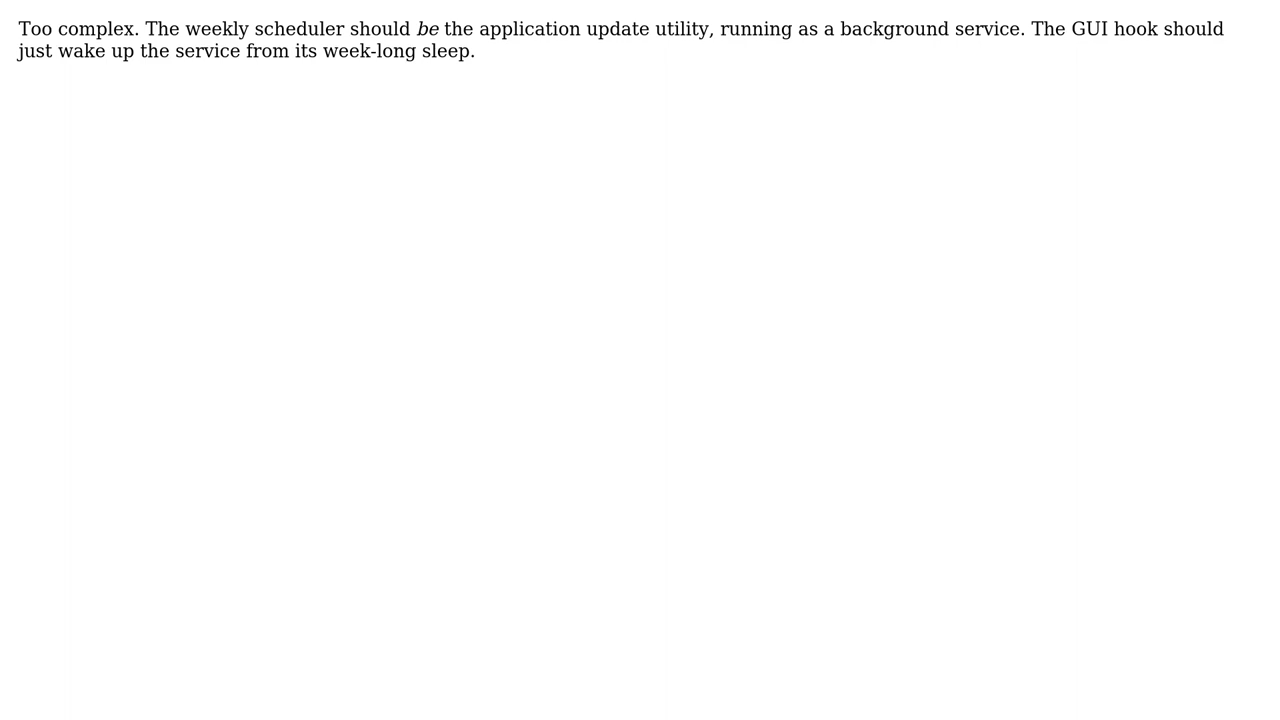 Too complex. The weekly scheduler should be the application update utility, running as a background service. The GUI hook should
just wake up the service from its week-long sleep.